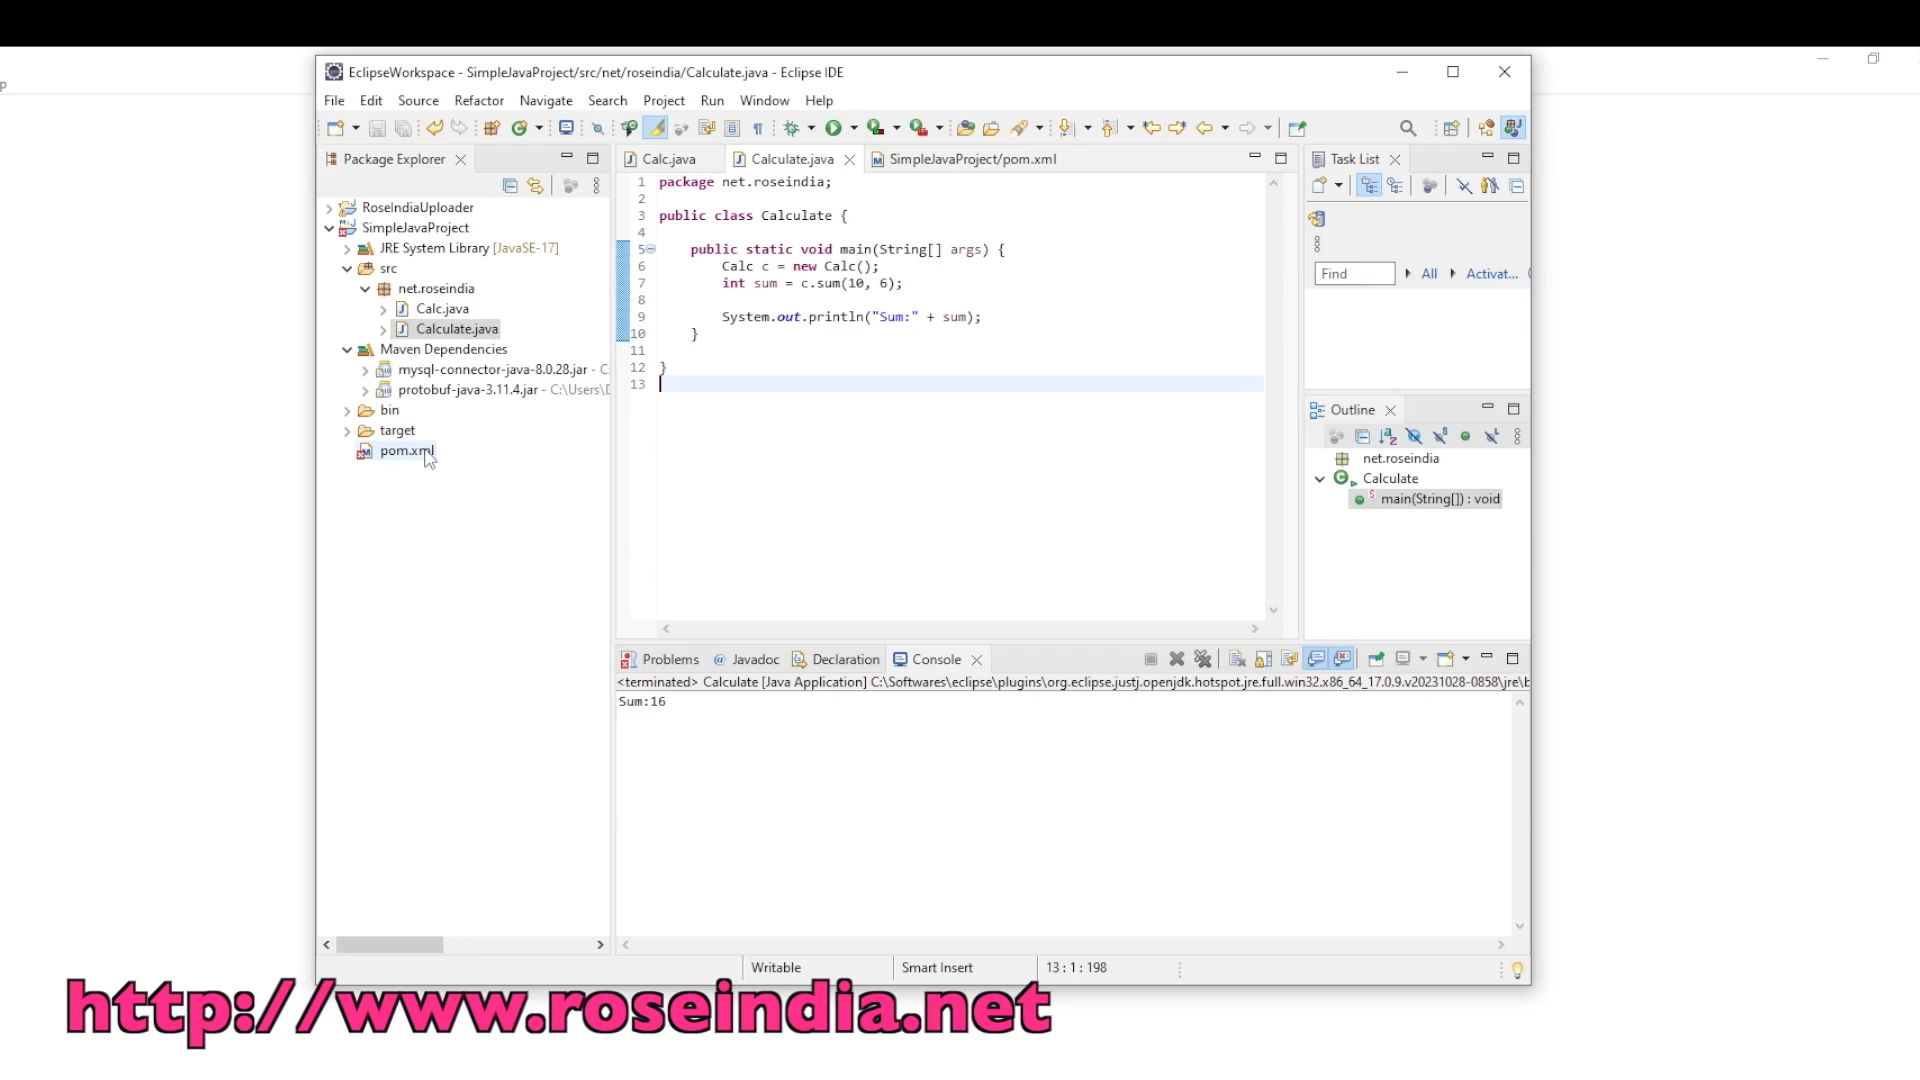 p
EclipseWorkspace - SimpleJavaProject/src/net/roseindia/Calculate.java - Eclipse IDE
File Edit Source Refactor Navigate Search Project Run Window Help
Package Explorer
RoseIndiaUploader
SimpleJavaProject
JRE System Library [JavaSE-17]
src
net.roseindia
Calc.java
Calculate.java
Maven Dependencies
mysql-connector-java-8.0.28.jar - C:
protobuf-java-3.11.4.jar - C:\Users\D
bin
target
pom.xml
Calc.java Calculate.java SimpleJavaProject/pom.xml
1 package net.roseindia;
2
3 public class Calculate {
4
5 public static void main(String[] args) {
6 Calc c = new Calc();
7 int sum = c.sum(10, 6);
8
9 System.out.println("Sum:" + sum);
10 }
11
12 }
13
Task List
Find All Activat...
Outline
net.roseindia
Calculate
main(String[]) : void
Problems Javadoc Declaration Console
<terminated> Calculate [Java Application] C:\Softwares\eclipse\plugins\org.eclipse.justj.openjdk.hotspot.jre.full.win32.x86_64_17.0.9.v20231028-0858\jre\b
Sum:16
Writable Smart Insert 13 : 1 : 198
http://www.roseindia.net